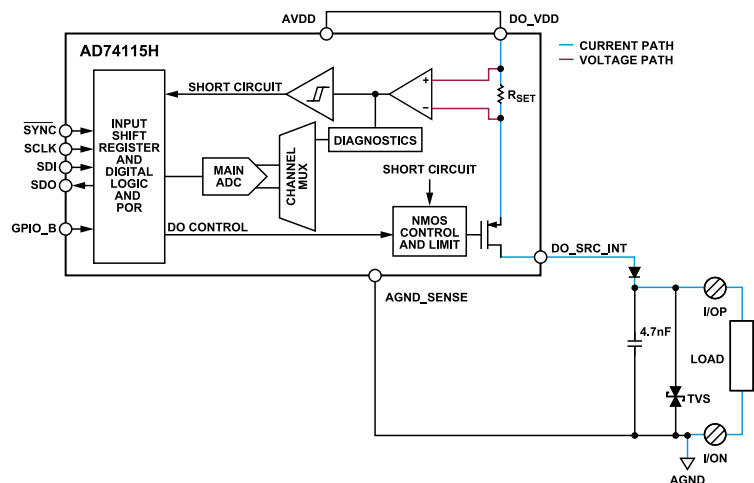 AVDD
DO_VDD
AD74115H
CURRENT PATH
VOLTAGE PATH
SHORT CIRCUIT
+
−
RSET
INPUT
SHIFT
REGISTER
AND
DIGITAL
LOGIC
AND
POR
SYNC
SCLK
SDI
SDO
GPIO_B
DIAGNOSTICS
MAIN
ADC
CHANNEL
MUX
SHORT CIRCUIT
DO CONTROL
NMOS
CONTROL
AND LIMIT
DO_SRC_INT
AGND_SENSE
4.7nF
TVS
I/OP
LOAD
I/ON
AGND